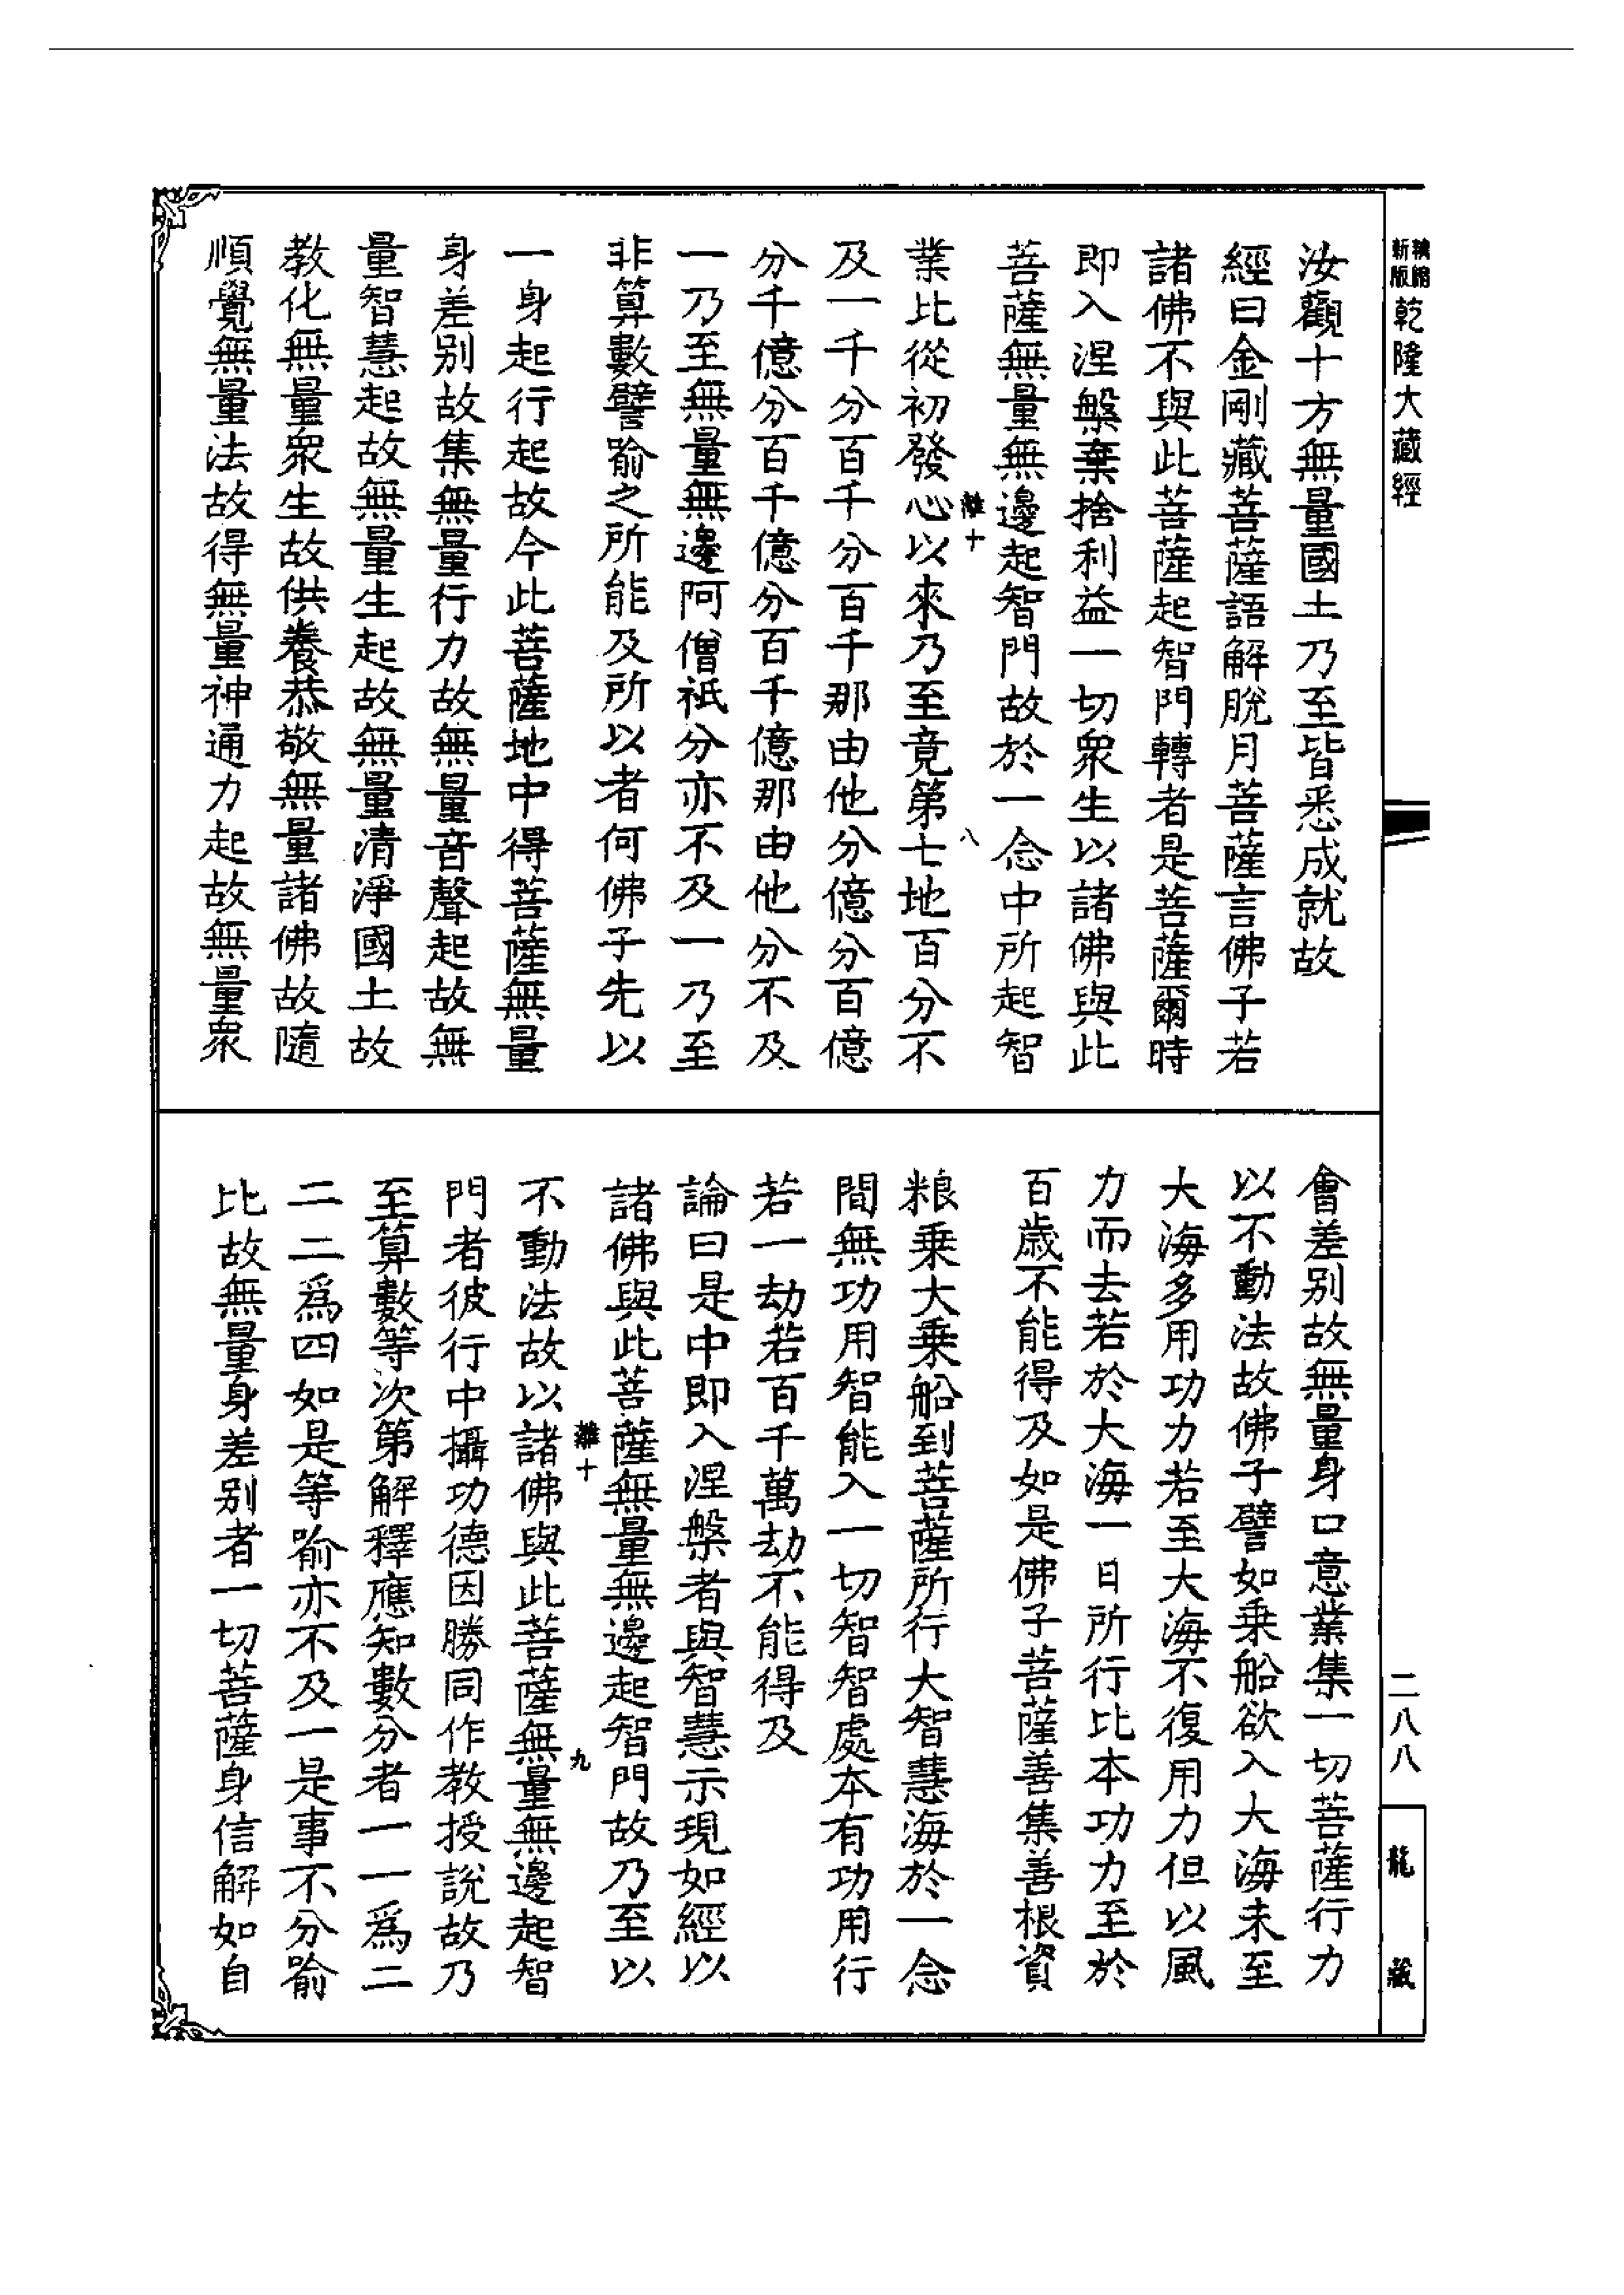 乾隆大藏經
汝觀十方無量國土乃至皆悉成就故
經曰金剛藏菩薩語解脫月菩薩言佛子若
諸佛不與此菩薩起智門轉者是菩薩爾時
即入涅槃棄捨利益一切眾生以諸佛與此
菩薩無量無邊起智門故於一念中所起智
業比從初發心以來乃至竟第七地百分不
及一千分百千分百千那由他分億分百億
分千億分百千億分百千億那由他分不及
一乃至無量無邊阿僧祇分亦不及一乃至
非算數譬喻之所能及所以者何佛子先以
一身起行起故今此菩薩地中得菩薩無量
身差別故集無量行力故無量音聲起故無
量智慧起故無量生起故無量清淨國土故
教化無量眾生故供養恭敬無量諸佛故隨
順覺無量法故得無量神通力起故無量眾
會差別故無量身口意業集一切菩薩行力
以不動法故佛子譬如乘船欲入大海未至
大海多用功力若至大海不復用力但以風
力而去若於大海一日所行比本功力至於
百歲不能得及如是佛子菩薩善集善根資
粮乘大乘船到菩薩所行大智慧海於一念
間無功用智能入一切智智處本有功用行
若一劫若百千萬劫不能得及
論曰是中即入涅槃者與智慧示現如經以
諸佛與此菩薩無量無邊起智門故乃至以
不動法故以諸佛與此菩薩無量無邊起智
門者彼行中攝功德因勝同作教授說故乃
至算數等次第解釋應知數分者一一為二
二二為四如是等喻亦不及一是事不分喻
比故無量身差別者一切菩薩身信解如自
二八八
龍藏